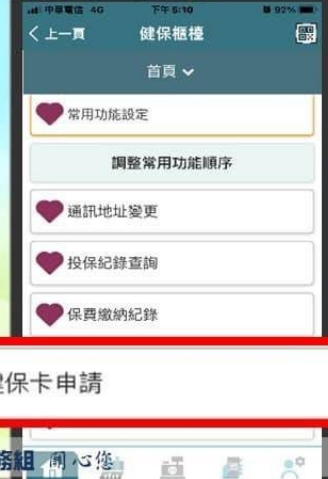 中華電信 4G 下午 5:10 92%
上一頁 健保櫃檯
首頁
常用功能設定
調整常用功能順序
通訊地址變更
投保紀錄查詢
保費繳納紀錄
健保卡申請
務組 關心您